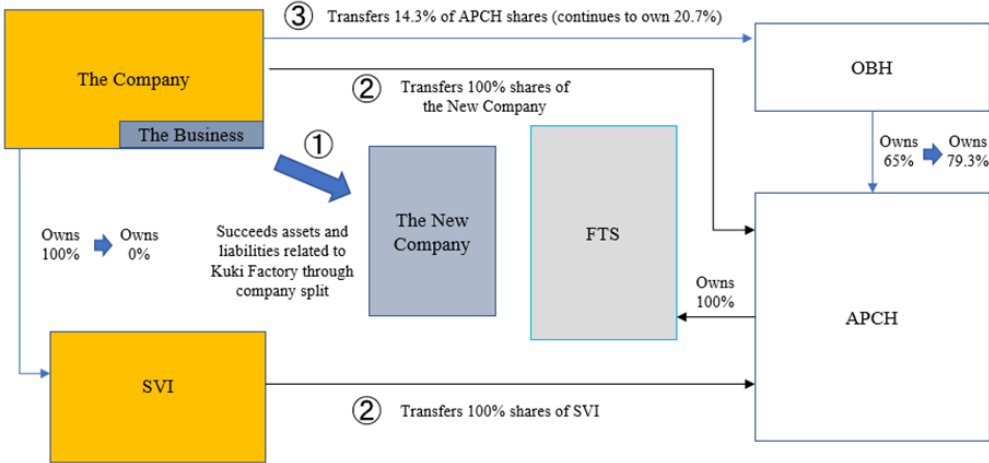 ③ Transfers 14.3% of APCH shares (continues to own 20.7%)
The Company
The Business
② Transfers 100% shares of
the New Company
OBH
Owns
65%
Owns
79.3%
①
Succeeds assets and
liabilities related to
Kuki Factory through
company split
The New
Company
FTS
Owns
100%
Owns
0%
Owns
100%
APCH
SVI
② Transfers 100% shares of SVI